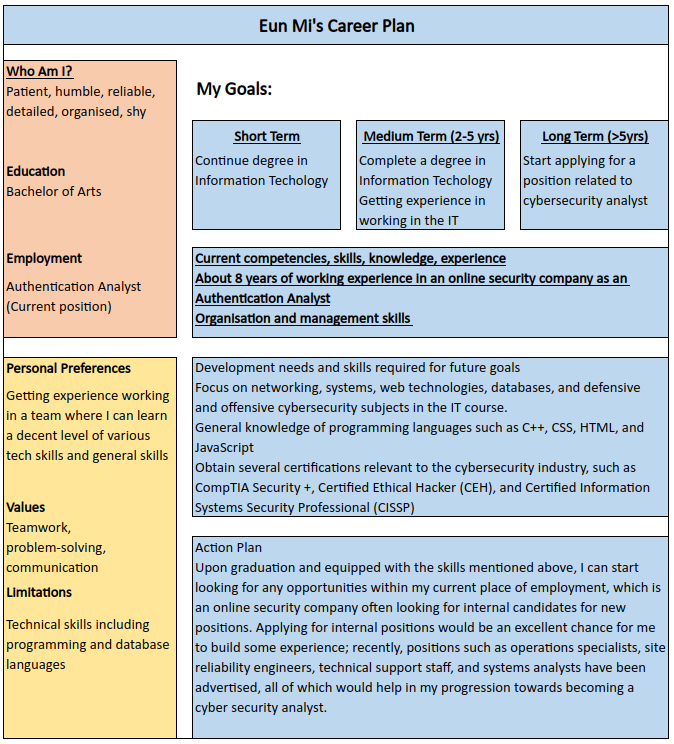 Eun Mi's Career Plan
Who Am I?
Patient, humble, reliable,
detailed, organised, shy
Education
Bachelor of Arts
Employment
Authentication Analyst
(Current position)
My Goals:
Short Term
Continue degree in
Information Techology
Medium Term (2-5 yrs)
Complete a degree in
Information Techology
Getting experience in
working in the IT
Long Term (>5yrs)
Start applying for a
position related to
cybersecurity analyst
Current competencies, skills, knowledge, experience
About 8 years of working experience in an online security company as an
Authentication Analyst
Organisation and management skills
Personal Preferences
Getting experience working
in a team where I can learn
a decent level of various
tech skills and general skills
Values
Teamwork,
problem-solving,
communication
Limitations
Technical skills including
programming and database
languages
Development needs and skills required for future goals
Focus on networking, systems, web technologies, databases, and defensive
and offensive cybersecurity subjects in the IT course.
General knowledge of programming languages such as C++, CSS, HTML, and
JavaScript
Obtain several certifications relevant to the cybersecurity industry, such as
CompTIA Security +, Certified Ethical Hacker (CEH), and Certified Information
Systems Security Professional (CISSP)
Action Plan
Upon graduation and equipped with the skills mentioned above, I can start
looking for any opportunities within my current place of employment, which is
an online security company often looking for internal candidates for new
positions. Applying for internal positions would be an excellent chance for me
to build some experience; recently, positions such as operations specialists, site
reliability engineers, technical support staff, and systems analysts have been
advertised, all of which would help in my progression towards becoming a
cyber security analyst.